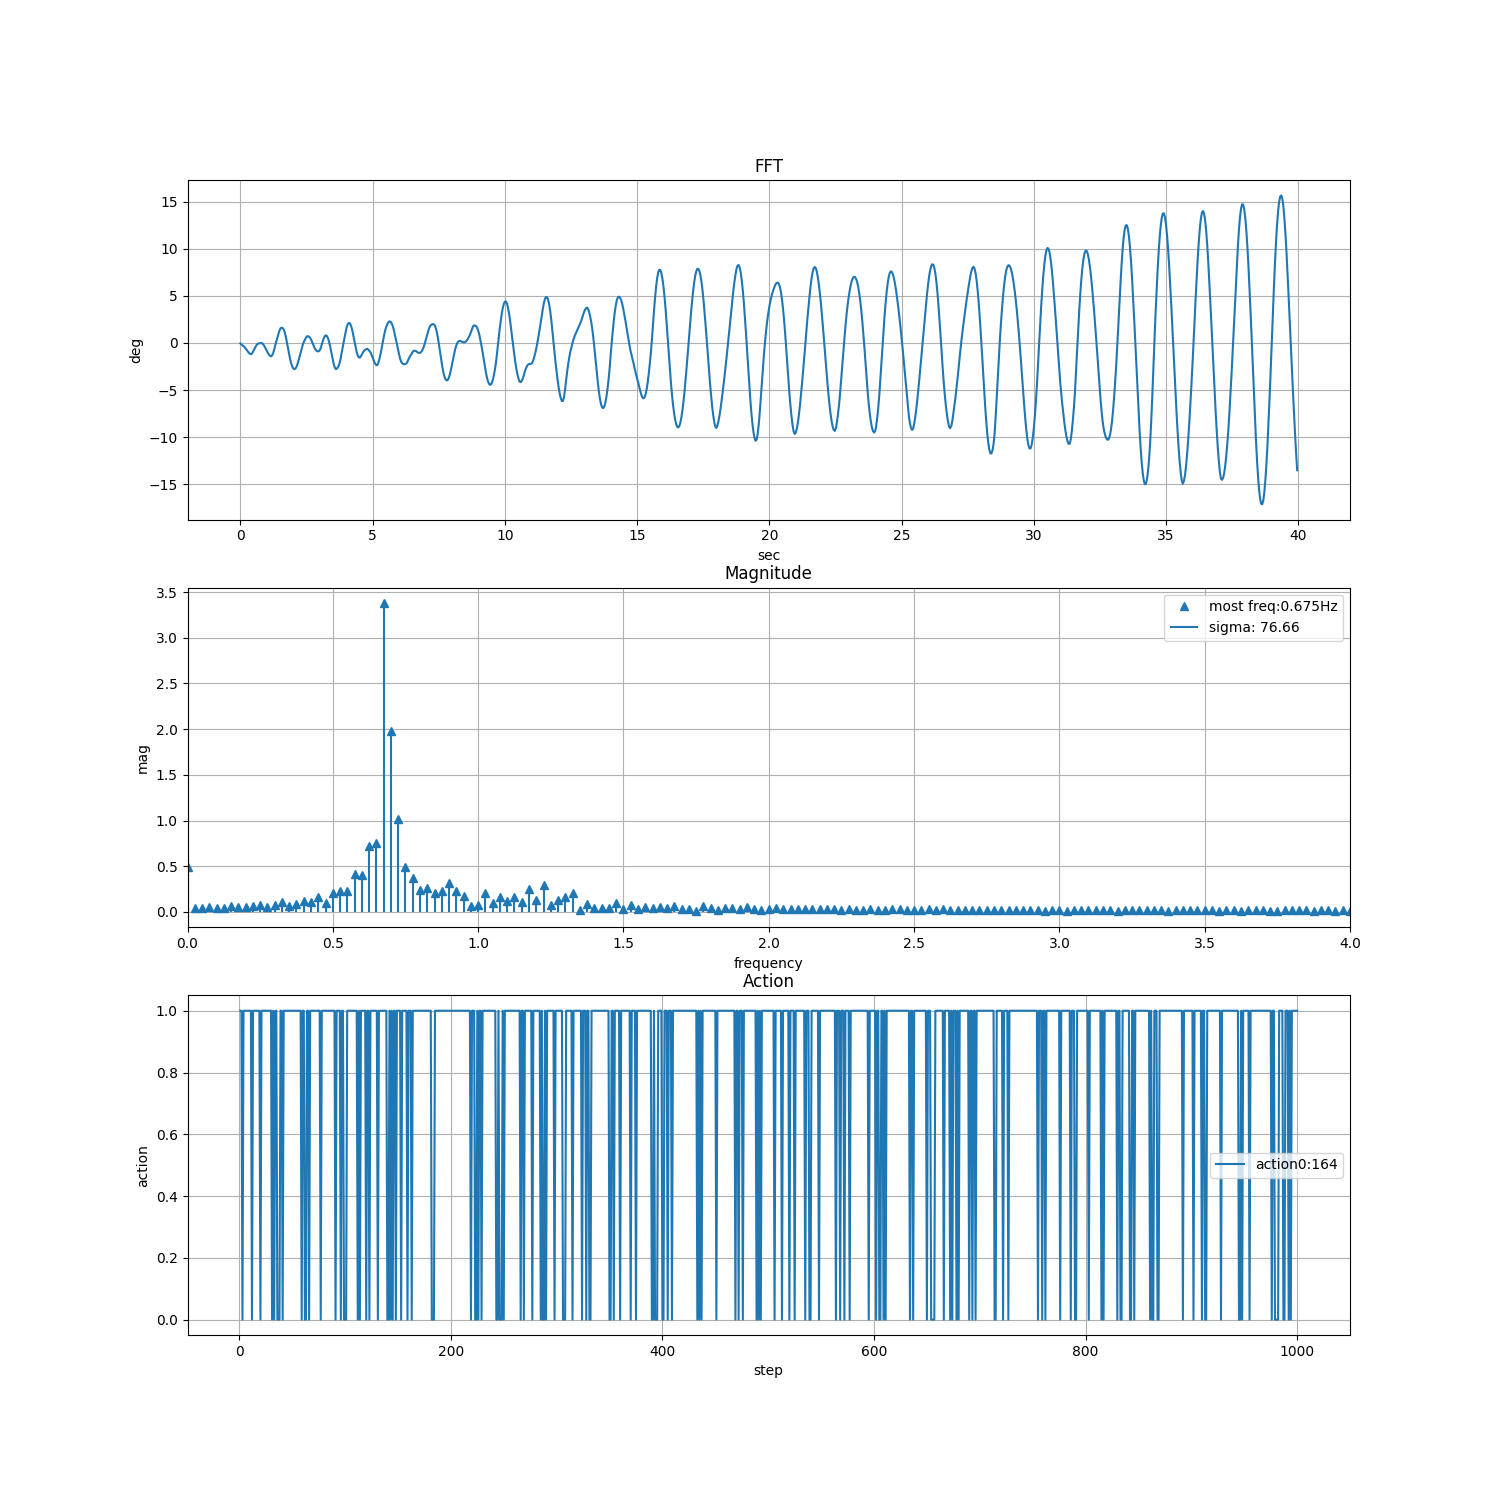 FFT
15
10
5
0
−5
−10
−15
deg
0 5 10 15 20 25 30 35 40
sec
Magnitude
3.5
3.0
2.5
2.0
1.5
1.0
0.5
0.0
mag
most freq:0.675Hz
sigma: 76.66
0.0 0.5 1.0 1.5 2.0 2.5 3.0 3.5 4.0
frequency
Action
1.0
0.8
0.6
0.4
0.2
0.0
action
action0:164
0 200 400 600 800 1000
step